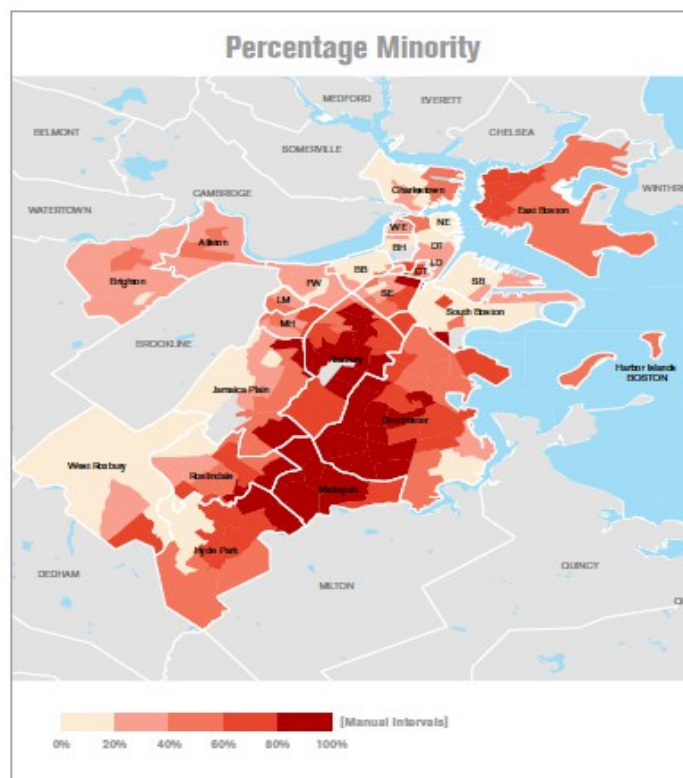 Percentage Minority
MEDFORD
EVERETT
BELMONT
CHELSEA
SOMERVILLE
WINTHR
Charlestown
CAMBRIDGE
WATERTOWN
East Boston
NE
WE
Allston
BH
DT
LD
Brighton
BB
CT
FW
SB
SE
LM
South Boston
MH
BROOKLINE
Roxbury
Harbor Islands
BOSTON
Jamaica Plain
Dorchester
West Roxbury
Roslindale
Mattapan
Hyde Park
QUINCY
DEDHAM
MILTON
[Manual Intervals]
0% 20% 40% 60% 80% 100%